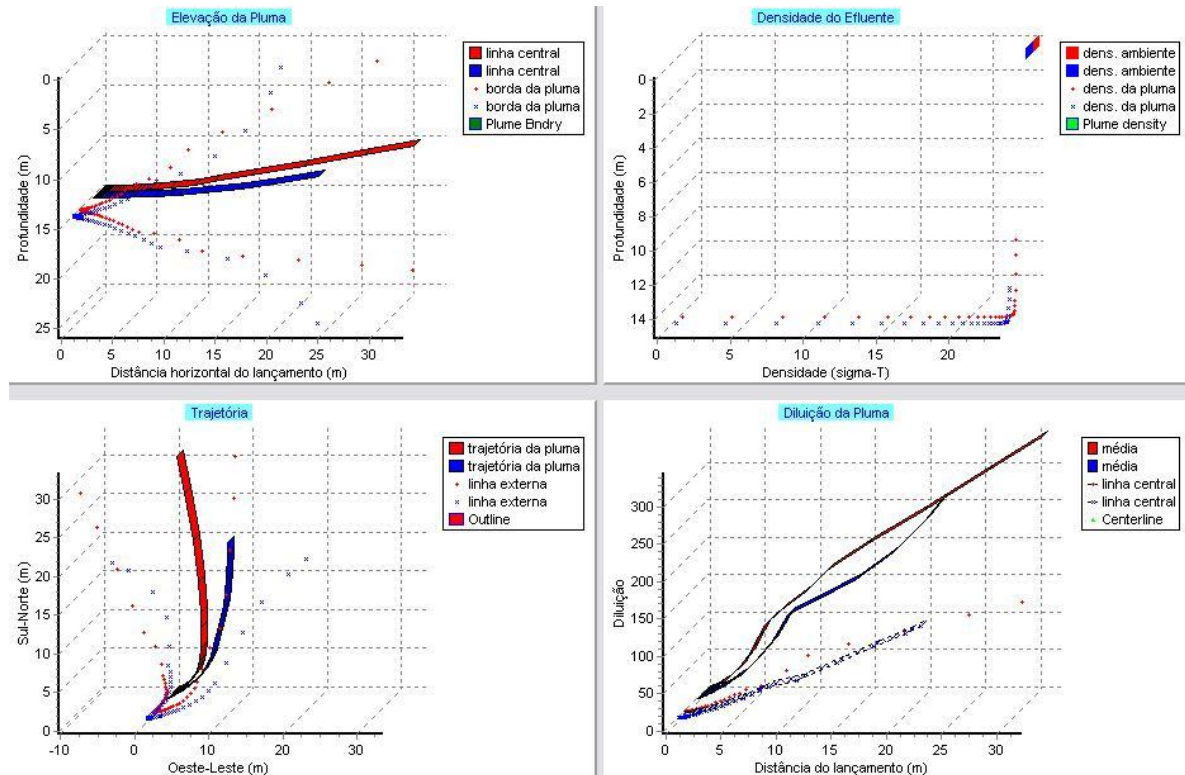 Elevação da Pluma
linha central
linha central
borda da pluma
borda da pluma
Plume Bndry
0
5
10
15
20
25
Profundidade (m)
0 5 10 15 20 25 30
Distância horizontal do lançamento (m)
Densidade do Efluente
dens. ambiente
dens. ambiente
dens. da pluma
dens. da pluma
Plume density
0
2
4
6
8
10
12
14
Profundidade (m)
0 5 10 15 20
Densidade (sigma-T)
Trajetória
trajetória da pluma
trajetória da pluma
linha externa
linha externa
Outline
30
25
20
15
10
5
0
Sul-Norte (m)
-10 0 10 20 30
Oeste-Leste (m)
Diluição da Pluma
média
média
linha central
linha central
Centerline
300
250
200
150
100
50
0
Diluição
0 5 10 15 20 25 30
Distância do lançamento (m)